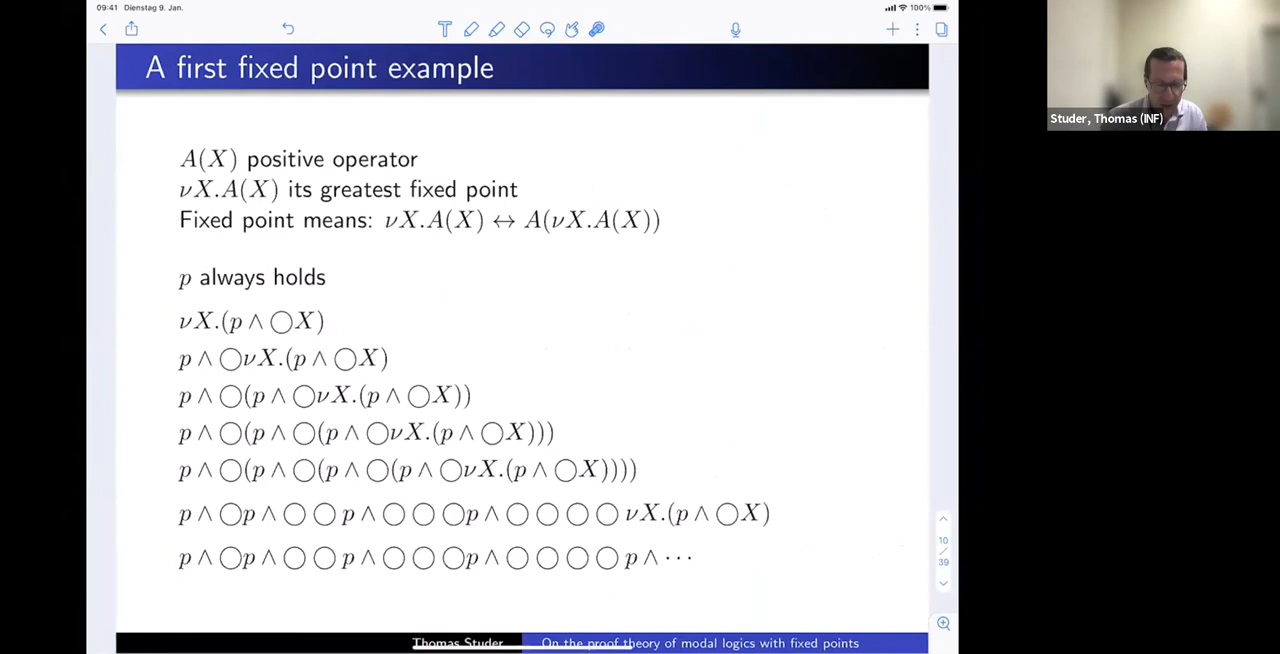 09:41 Dienstag 9. Jan.
100%
A first fixed point example
Studer, Thomas (INF)
A(X) positive operator
νX.A(X) its greatest fixed point
Fixed point means: νX.A(X) ↔ A(νX.A(X))
p always holds
νX.(p ∧ ◯X)
p ∧ ◯νX.(p ∧ ◯X)
p ∧ ◯(p ∧ ◯νX.(p ∧ ◯X))
p ∧ ◯(p ∧ ◯(p ∧ ◯νX.(p ∧ ◯X)))
p ∧ ◯(p ∧ ◯(p ∧ ◯(p ∧ ◯νX.(p ∧ ◯X))))
p ∧ ◯p ∧ ◯ ◯ p ∧ ◯ ◯ ◯p ∧ ◯ ◯ ◯ ◯ νX.(p ∧ ◯X)
p ∧ ◯p ∧ ◯ ◯ p ∧ ◯ ◯ ◯p ∧ ◯ ◯ ◯ ◯ p ∧ ···
10
/
39
Thomas Studer On the proof theory of modal logics with fixed points